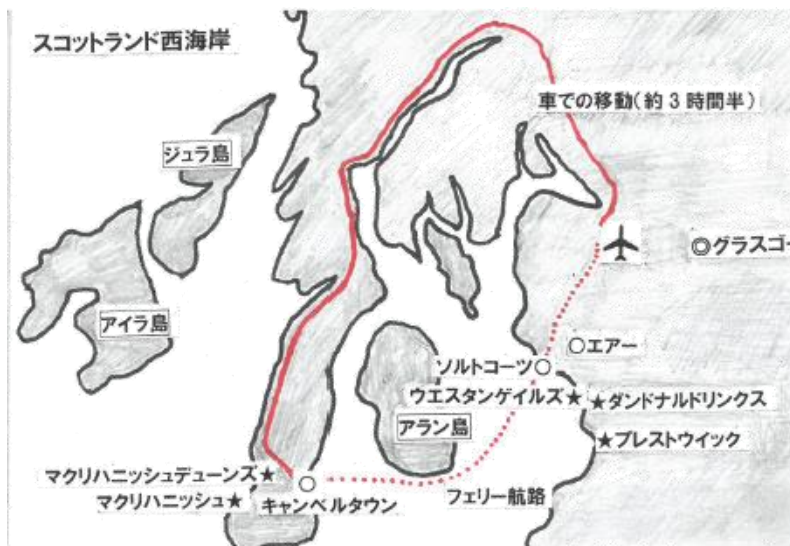 スコットランド西海岸
車での移動(約3時間半)
ジュラ島
◎グラスゴー
アイラ島
○エアー
ソルトコーツ○
ウエスタンゲイルズ★
★ダンドナルドリンクス
アラン島
★プレストウィック
マクリハニッシュデューンズ★
マクリハニッシュ★
キャンベルタウン
フェリー航路